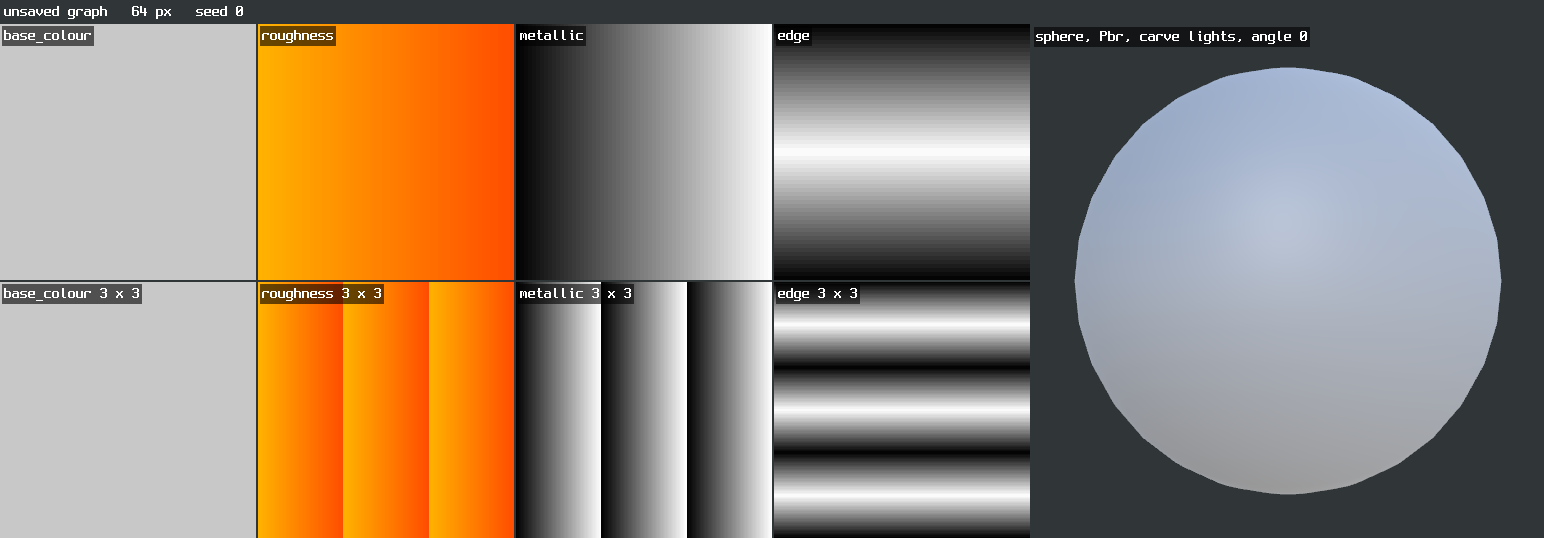 unsaved graph   64 px   seed 0
base_colour
roughness
metallic
edge
sphere, Pbr, carve lights, angle 0
base_colour 3 x 3
roughness 3 x 3
metallic 3 x 3
edge 3 x 3